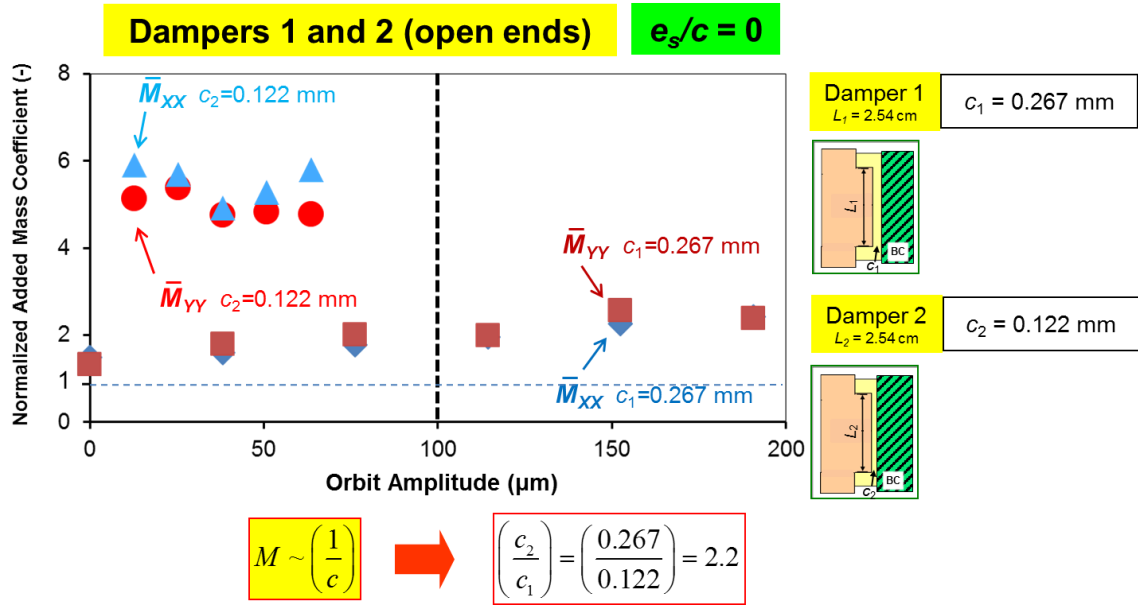 Dampers 1 and 2 (open ends)
e_s/c = 0
Normalized Added Mass Coefficient (-)
8
6
4
2
1
0
0
50
100
150
200
Orbit Amplitude (µm)
M̅_XX c₂=0.122 mm
M̅_YY c₂=0.122 mm
M̅_YY c₁=0.267 mm
M̅_XX c₁=0.267 mm
Damper 1
L₁ = 2.54 cm
c₁ = 0.267 mm
L₁
BC
c₁
Damper 2
L₂ = 2.54 cm
c₂ = 0.122 mm
L₂
BC
c₂
M ~ (1/c)
(c₂/c₁) = (0.267/0.122) = 2.2